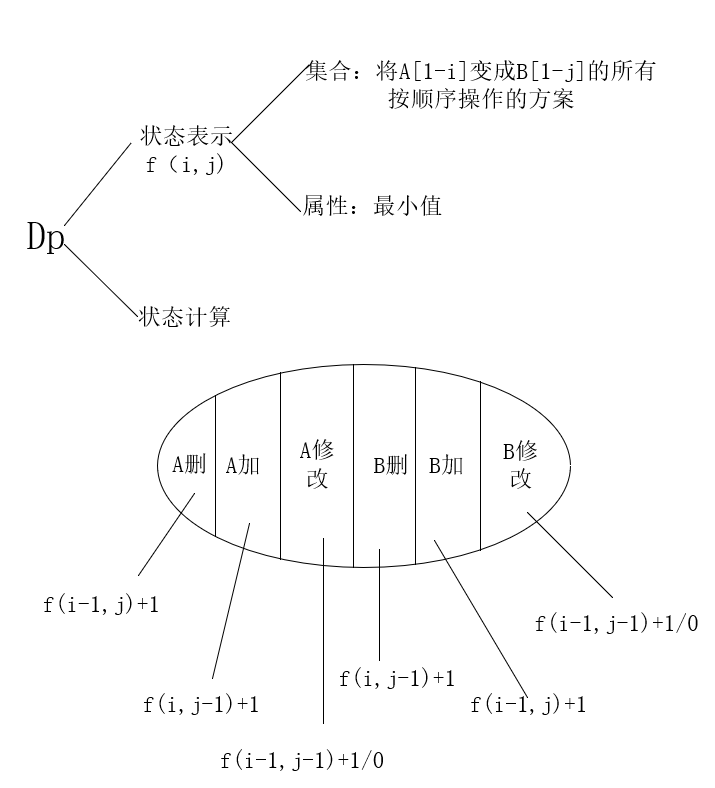 集合：将A[1-i]变成B[1-j]的所有
按顺序操作的方案
状态表示
f（i,j)
属性：最小值
Dp
状态计算
A删
A加
A修
改
B删
B加
B修
改
f(i-1,j)+1
f(i,j-1)+1
f(i-1,j-1)+1/0
f(i,j-1)+1
f(i-1,j)+1
f(i-1,j-1)+1/0